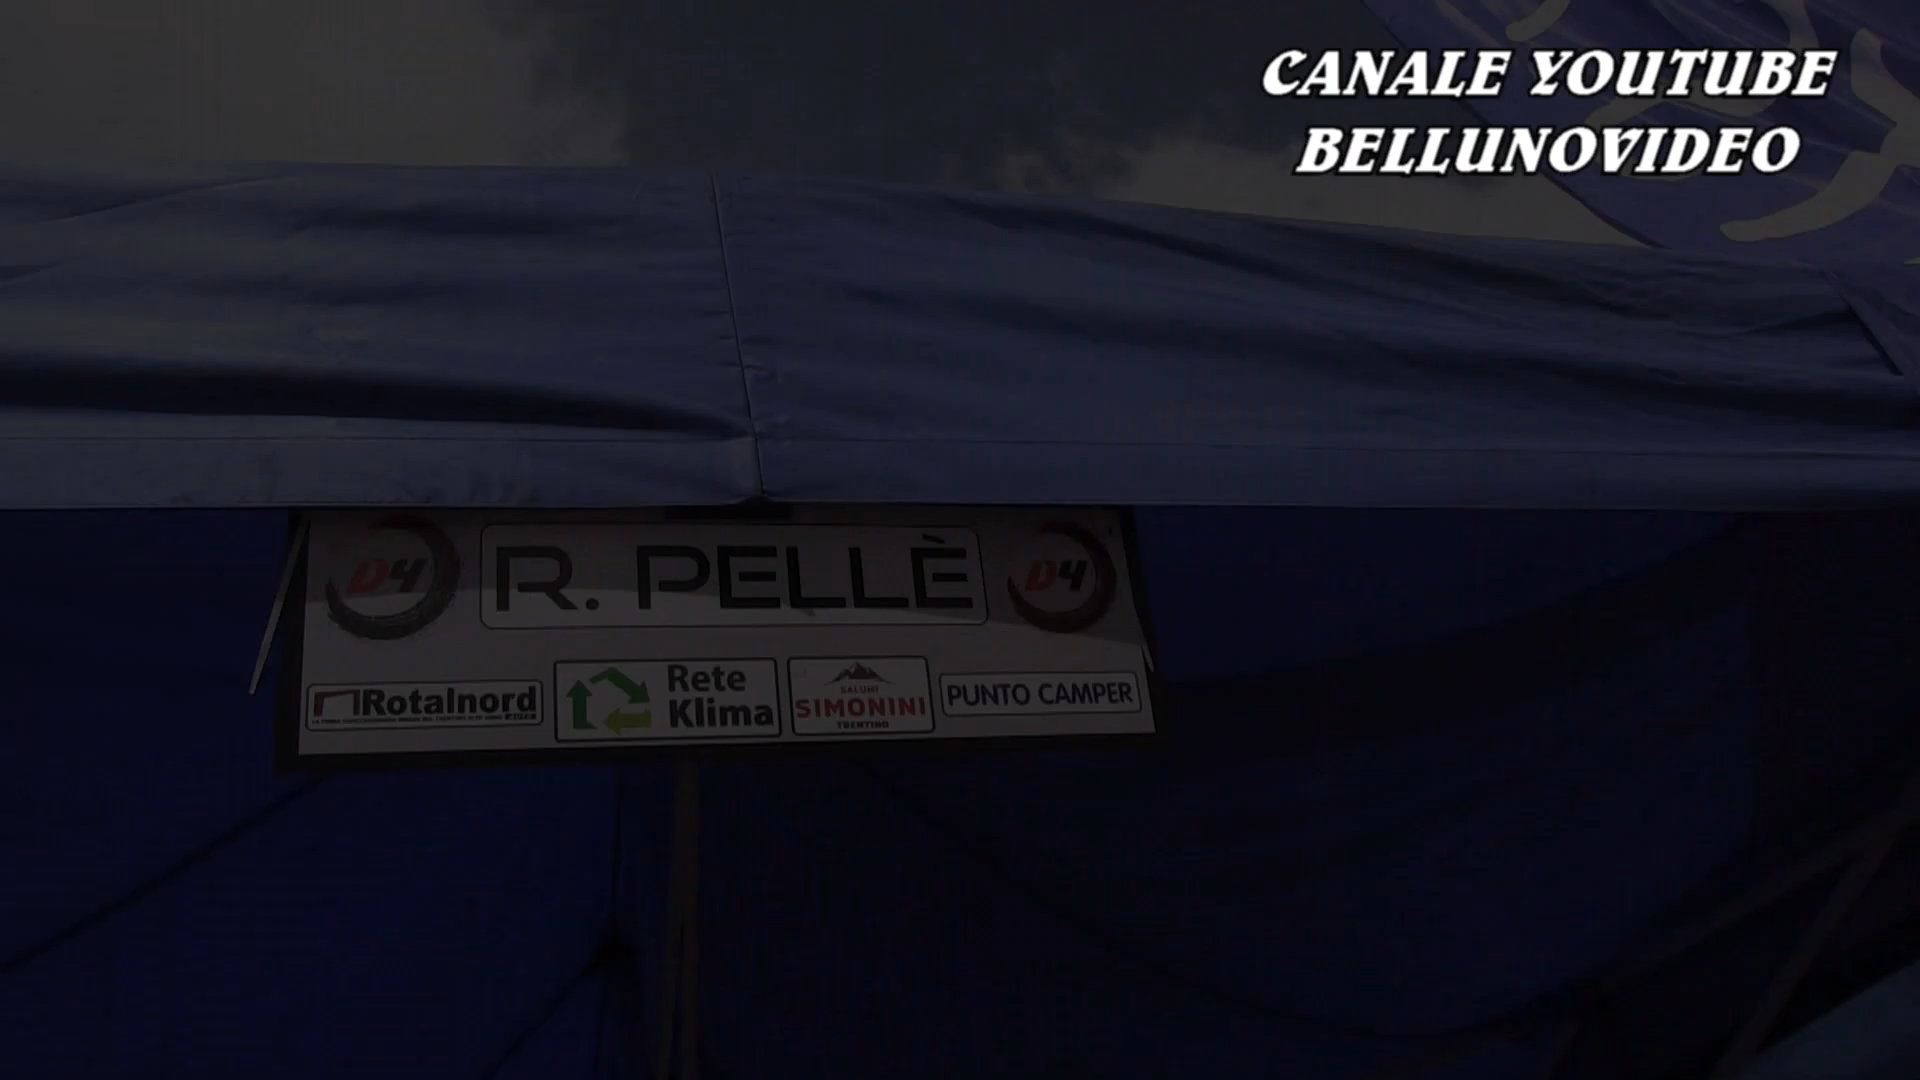 CANALE YOUTUBE
BELLUNOVIDEO
D4 R. PELLÈ D4
Rotalnord
Rete
Klima
SALUMI
SIMONINI
TRENTINO
PUNTO CAMPER